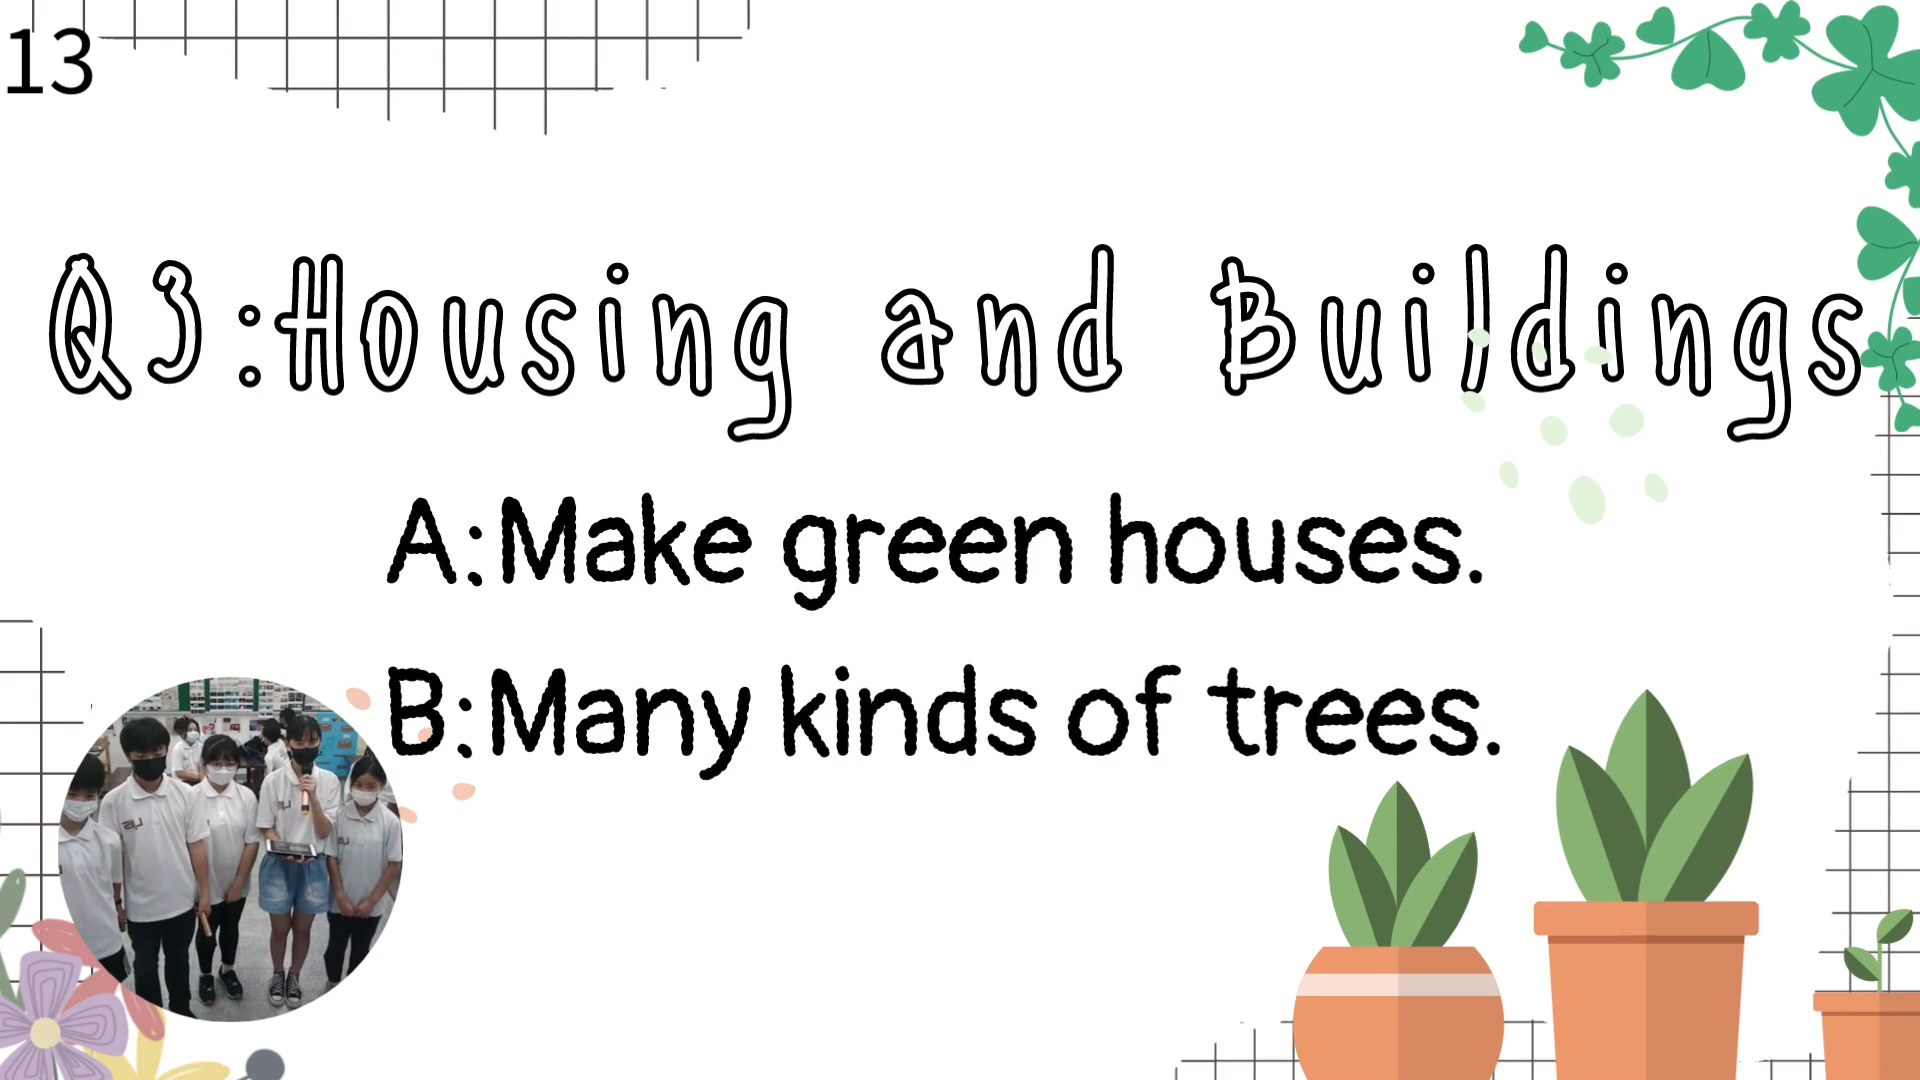 13
Q3:Housing and Buildings
A:Make green houses.
B:Many kinds of trees.